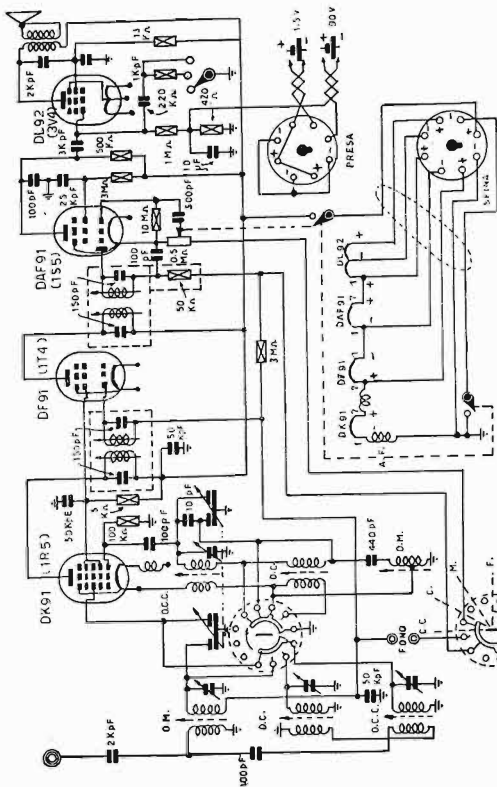 DK91 (1R5)
DF91 (1T4)
DAF91
(1S5)
DL92
(3V4)
50KpF
5
KΩ
100
KΩ
100pF
10pF
150pF
50
KpF
150pF
100pF
25
KpF
3MΩ
500
KΩ
3KpF
2KpF
10MΩ
100
pF
0.5
MΩ
500pF
50
KΩ
3MΩ
1MΩ
220
KΩ
1KpF
15
KΩ
420
Ω
10
µF
2KpF
100pF
O.M.
O.C.
O.C.C.
O.C.C.
O.C.
O.M.
440pF
50
KpF
FONO
C.
M.
C.C.
F.
A.F.
DK91
DF91
DAF91
DL92
PRESA
SPINA
1.5V
90V